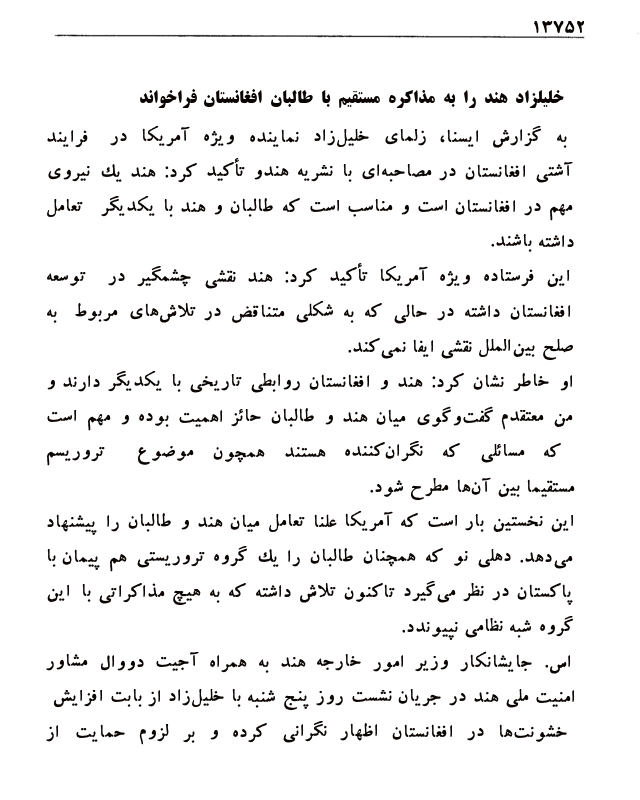 ۱۳۷۵۲
خلیلزاد هند را به مذاکره مستقیم با طالبان افغانستان فراخواند
به گزارش ایسنا، زلمای خلیل‌زاد نماینده ویژه آمریکا در فرایند
آشتی افغانستان در مصاحبه‌ای با نشریه هندو تأکید کرد: هند یك نیروی
مهم در افغانستان است و مناسب است که طالبان و هند با یکدیگر تعامل
داشته باشند.
این فرستاده ویژه آمریکا تأکید کرد: هند نقشی چشمگیر در توسعه
افغانستان داشته در حالی که به شکلی متناقض در تلاش‌های مربوط به
صلح بین‌الملل نقشی ایفا نمی‌کند.
او خاطر نشان کرد: هند و افغانستان روابطی تاریخی با یکدیگر دارند و
من معتقدم گفت‌وگوی میان هند و طالبان حائز اهمیت بوده و مهم است
که مسائلی که نگران‌کننده هستند همچون موضوع تروریسم
مستقیما بین آن‌ها مطرح شود.
این نخستین بار است که آمریکا علنا تعامل میان هند و طالبان را پیشنهاد
می‌دهد. دهلی نو که همچنان طالبان را یك گروه تروریستی هم پیمان با
پاکستان در نظر می‌گیرد تاکنون تلاش داشته که به هیچ مذاکراتی با این
گروه شبه نظامی نپیوندد.
اس. جایشانکار وزیر امور خارجه هند به همراه آجیت دووال مشاور
امنیت ملی هند در جریان نشست روز پنج شنبه با خلیل‌زاد از بابت افزایش
خشونت‌ها در افغانستان اظهار نگرانی کرده و بر لزوم حمایت از